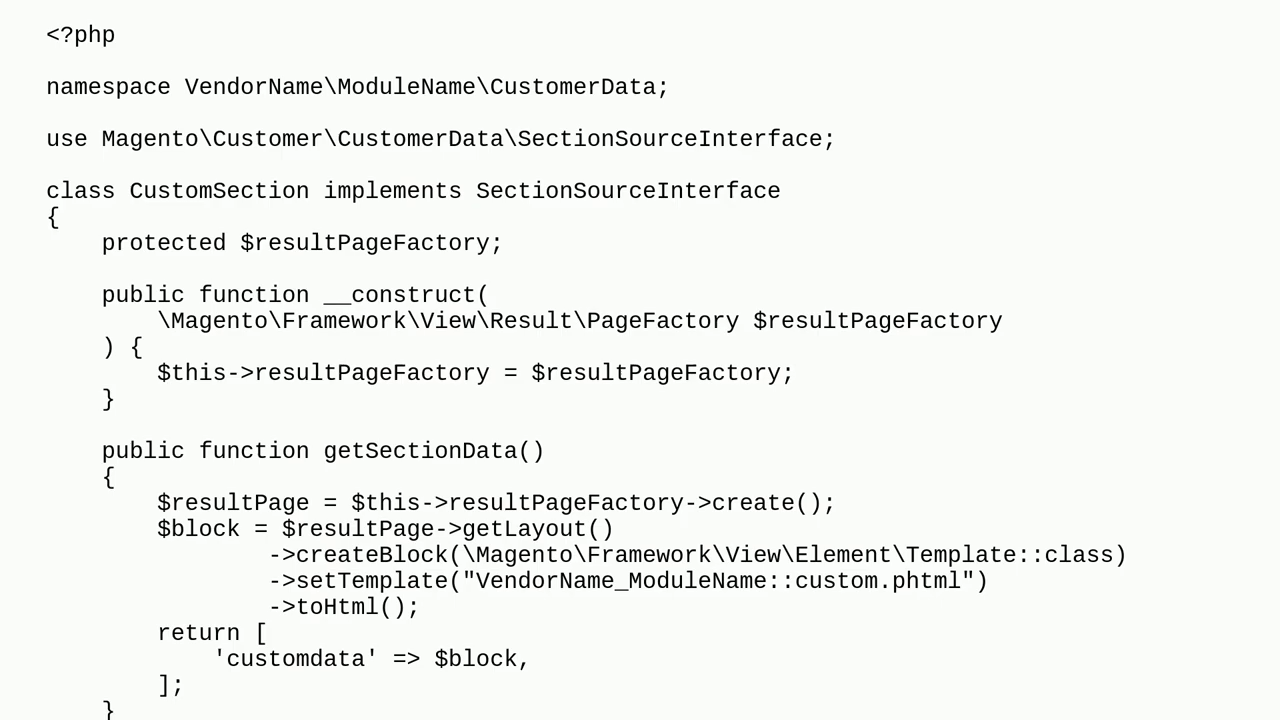 <?php
namespace VendorName\ModuleName\CustomerData;
use Magento\Customer\CustomerData\SectionSourceInterface;
class CustomSection implements SectionSourceInterface
{
    protected $resultPageFactory;
    public function __construct(
        \Magento\Framework\View\Result\PageFactory $resultPageFactory
    ) {
        $this->resultPageFactory = $resultPageFactory;
    }
    public function getSectionData()
    {
        $resultPage = $this->resultPageFactory->create();
        $block = $resultPage->getLayout()
                ->createBlock(\Magento\Framework\View\Element\Template::class)
                ->setTemplate("VendorName_ModuleName::custom.phtml")
                ->toHtml();
        return [
            'customdata' => $block,
        ];
    }